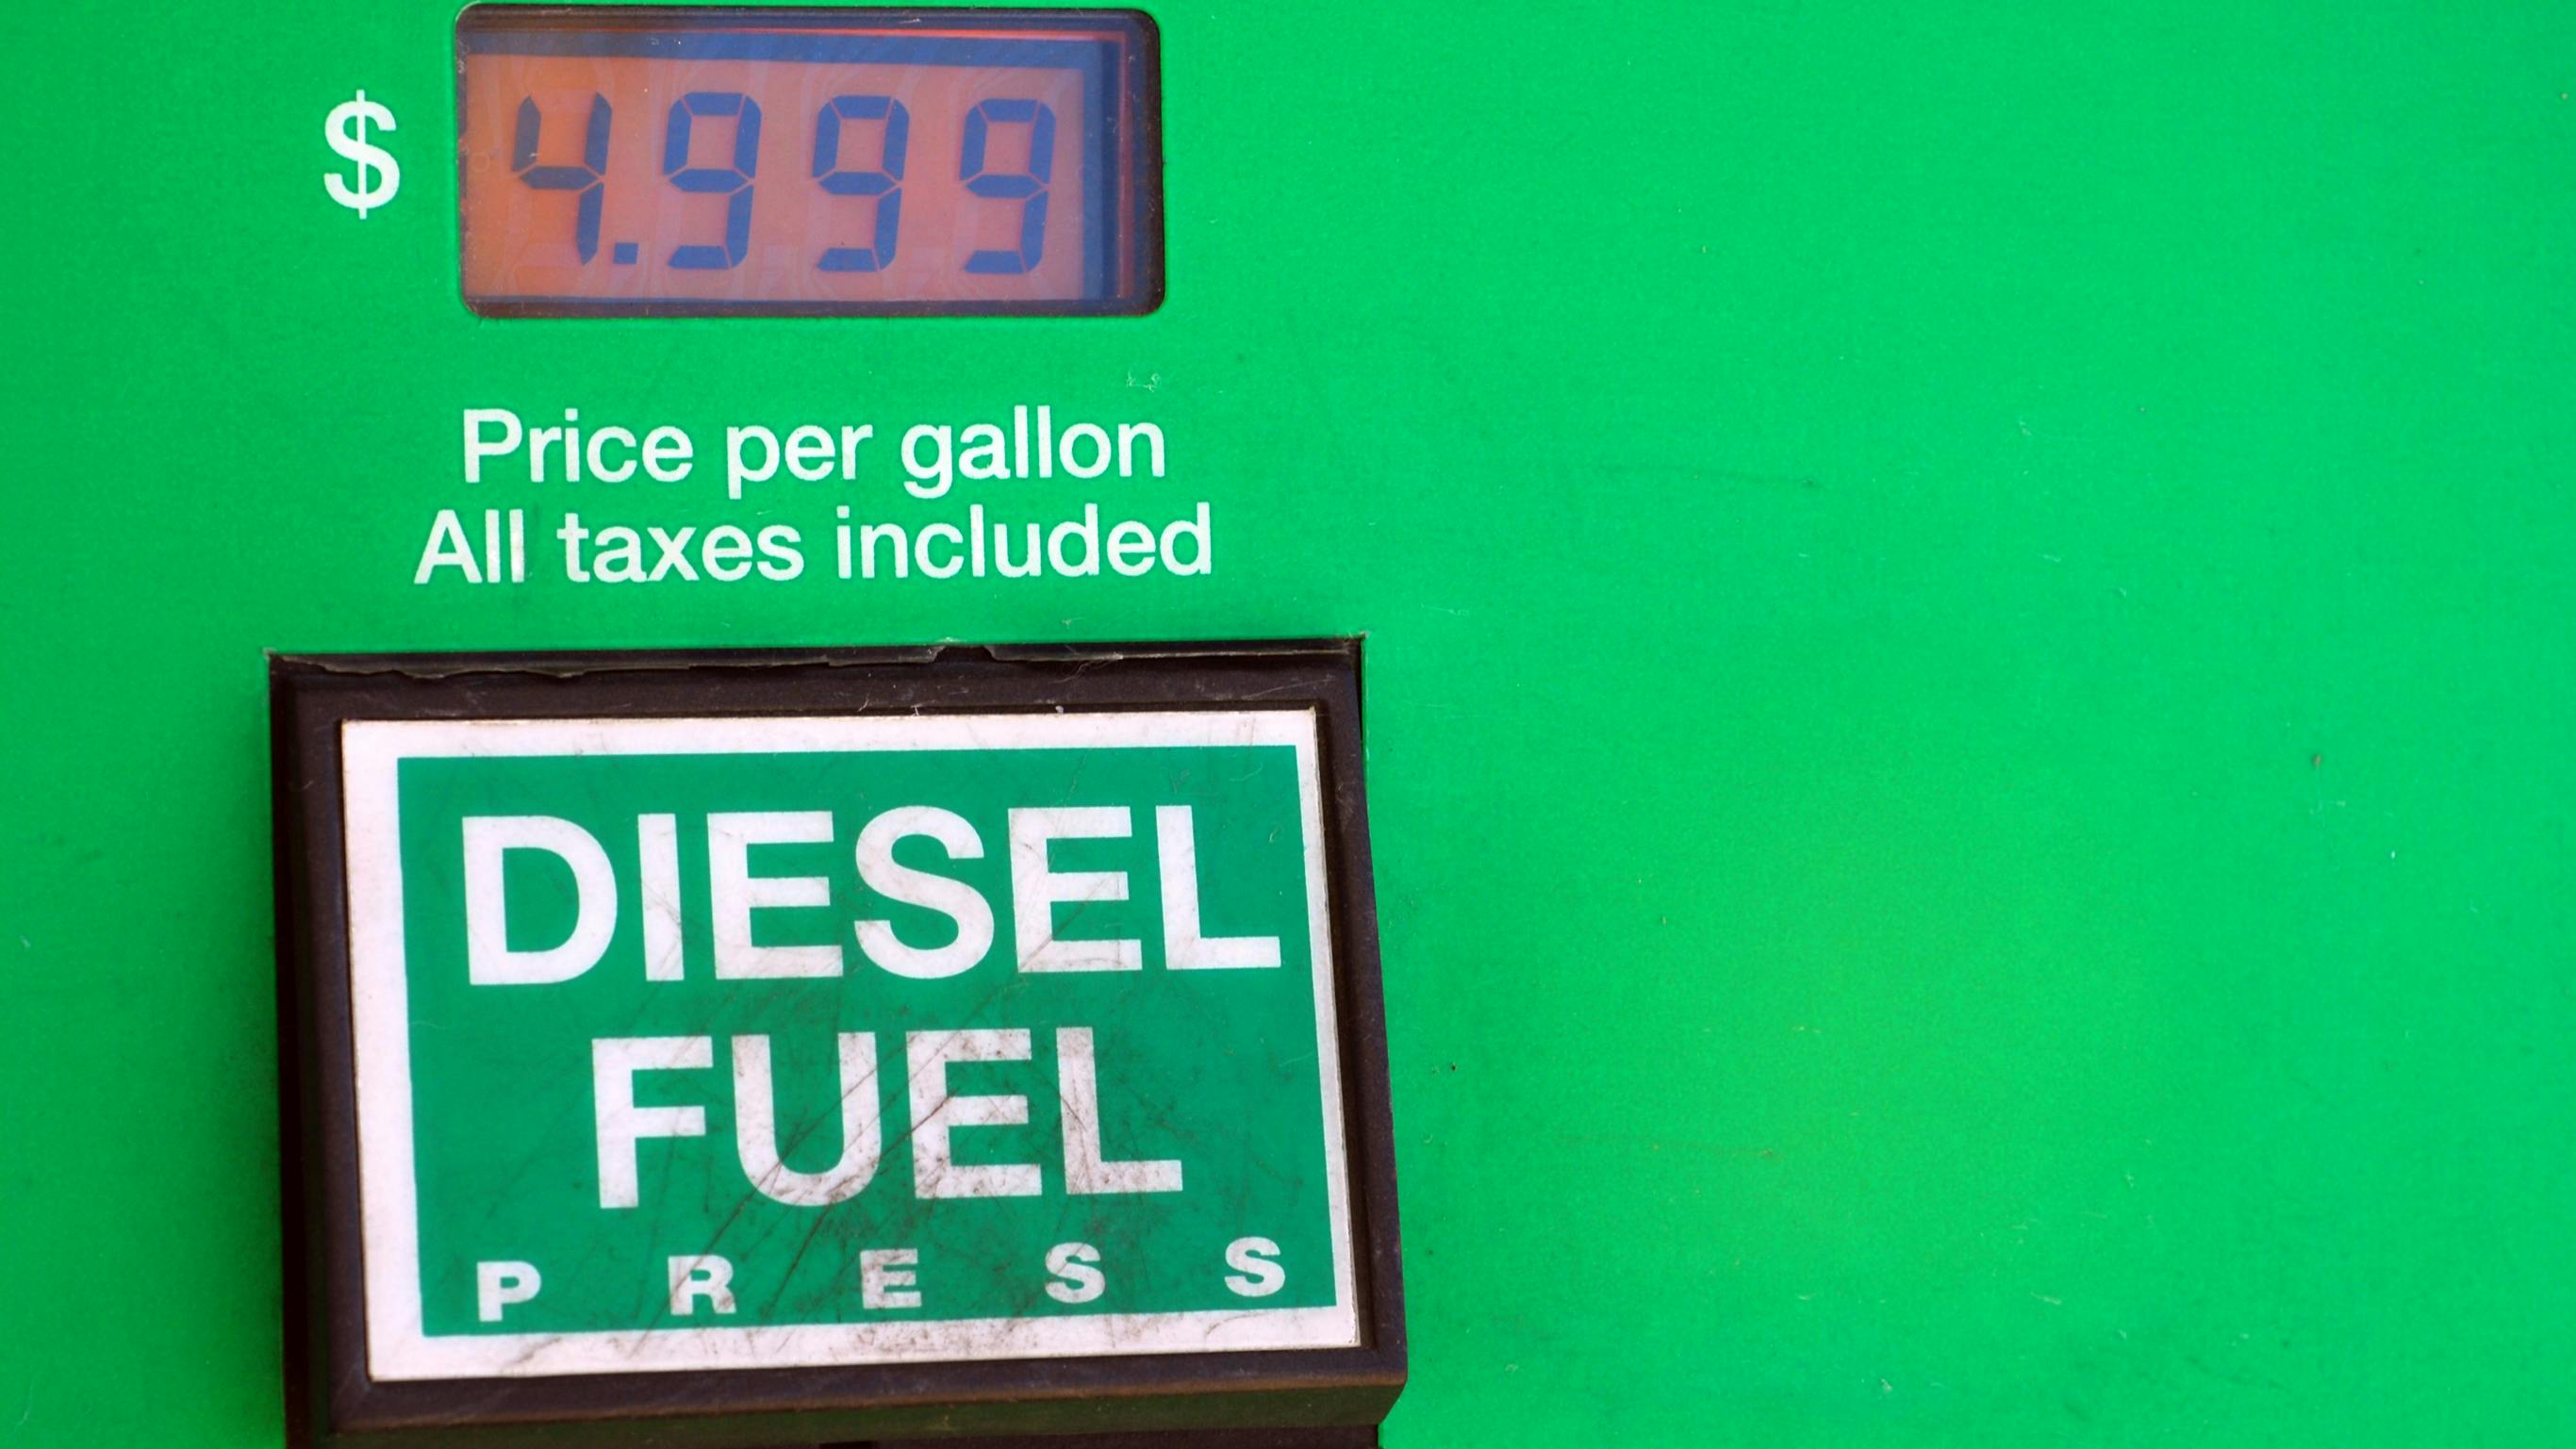 $ 4.999
Price per gallon
All taxes included
DIESEL
FUEL
PRESS